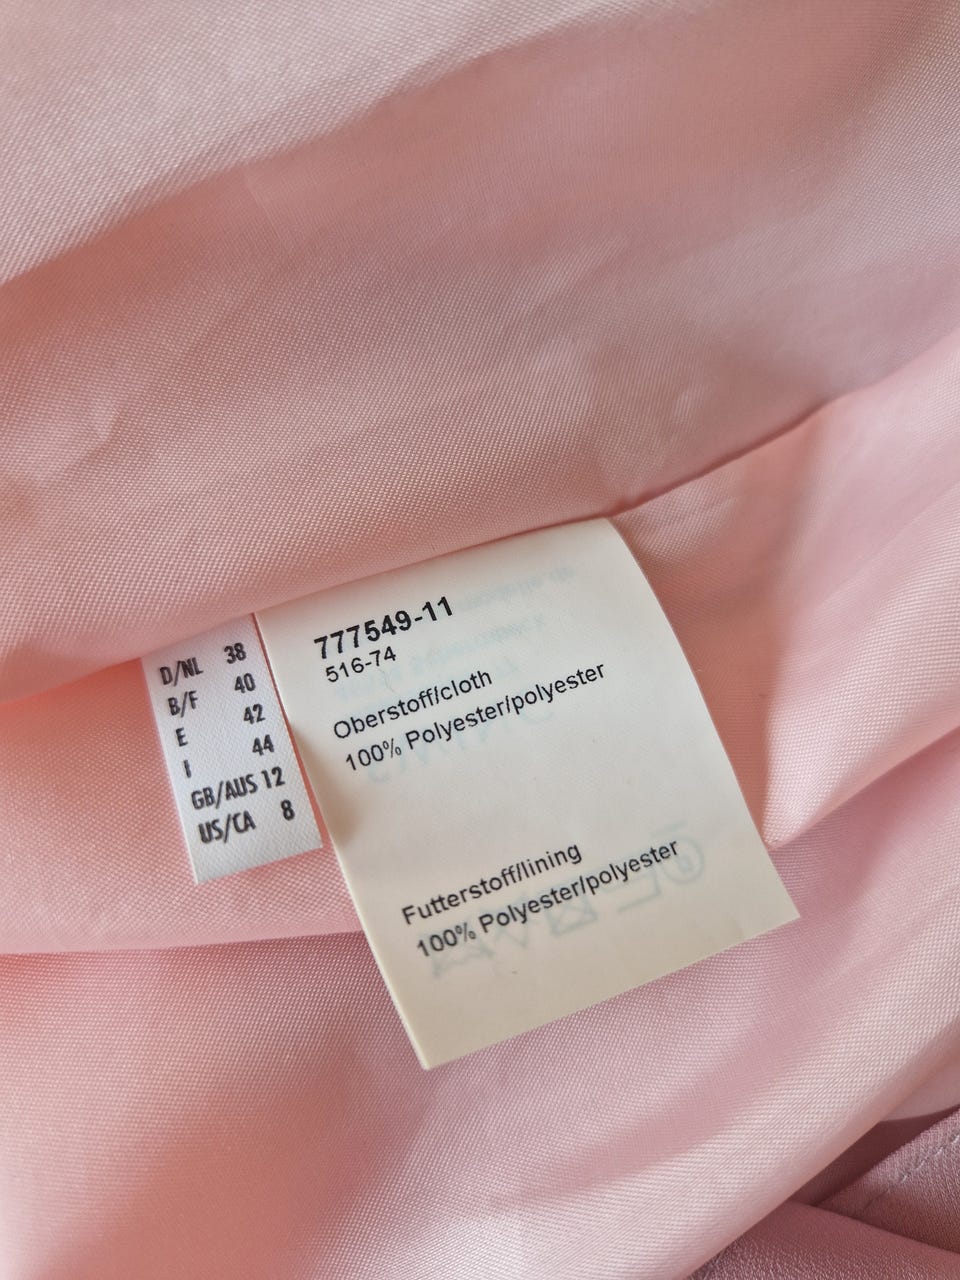 D/NL 38
B/F 40
E 42
I 44
GB/AUS 12
US/CA 8
777549-11
516-74
Oberstoff/cloth
100% Polyester/polyester
Futterstoff/lining
100% Polyester/polyester